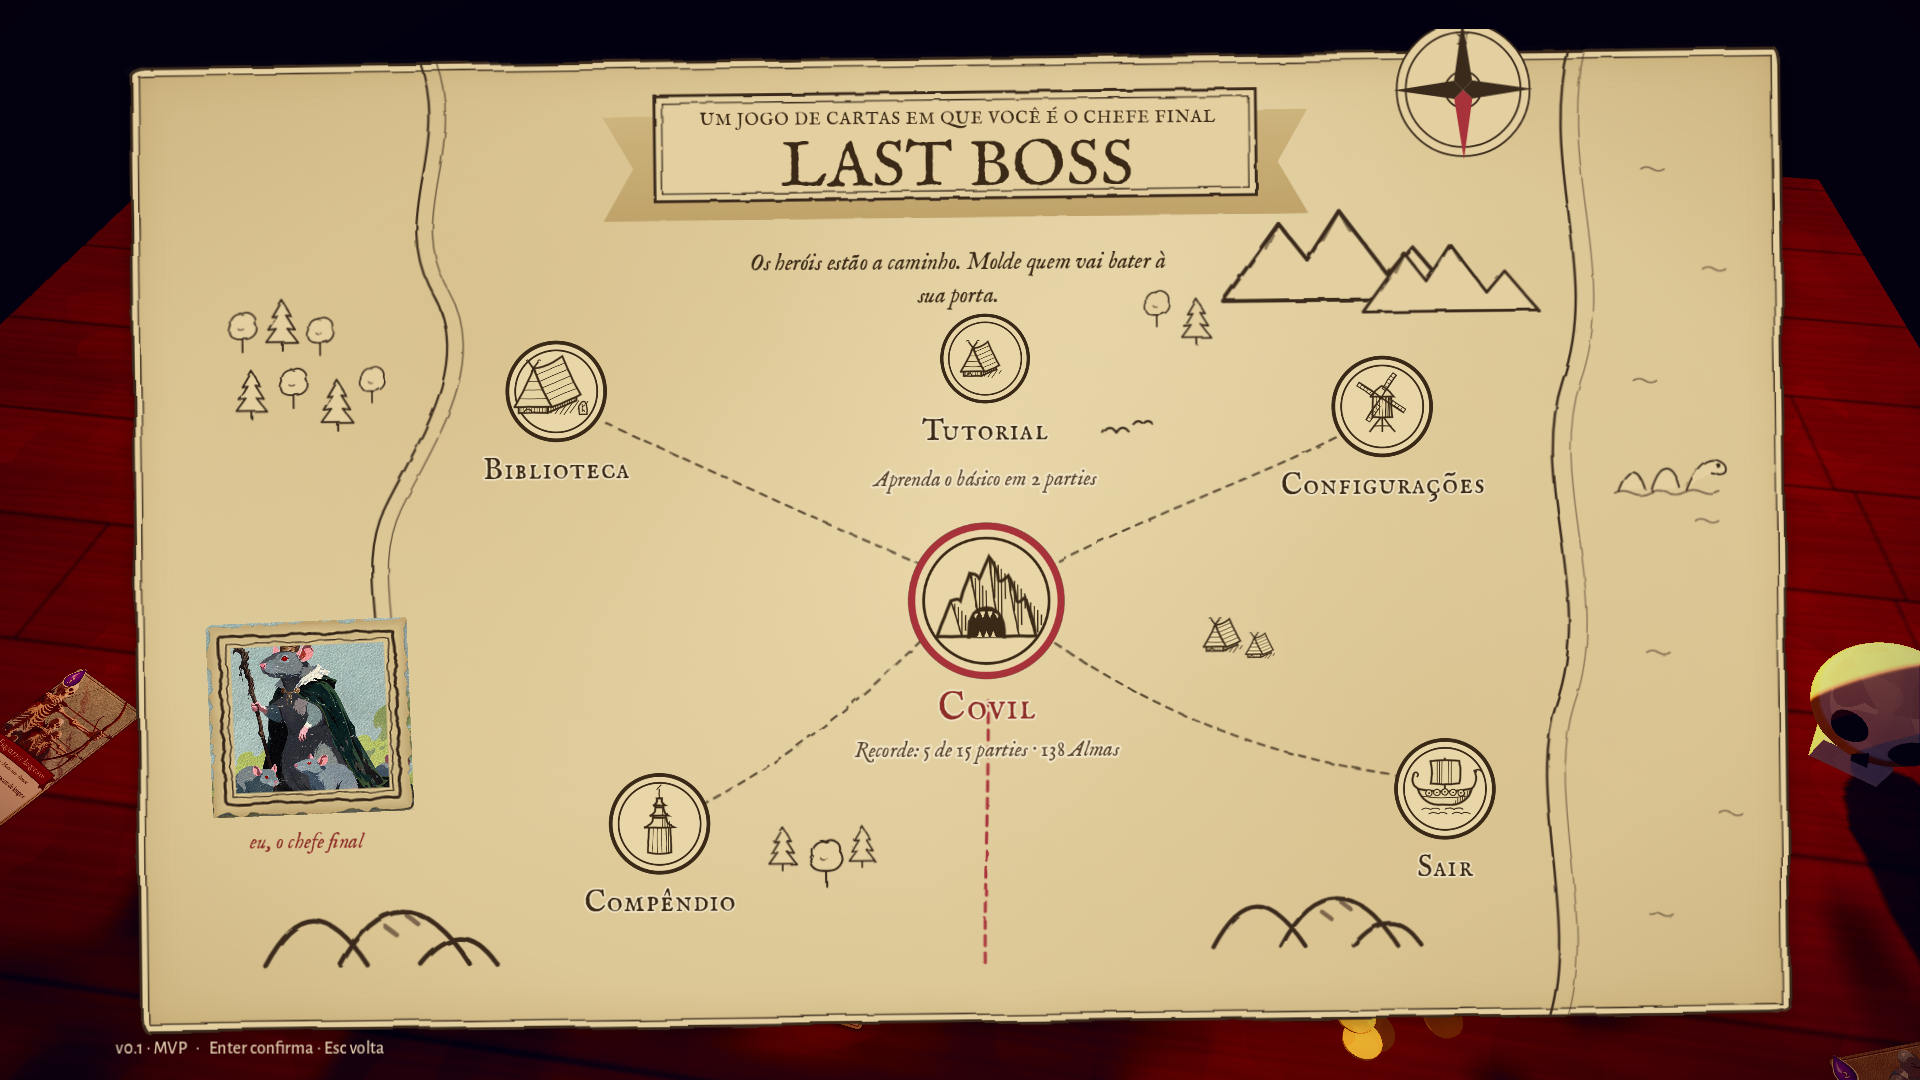 UM JOGO DE CARTAS EM QUE VOCÊ É O CHEFE FINAL
LAST BOSS
Os heróis estão a caminho. Molde quem vai bater à
sua porta.
Tutorial
Aprenda o básico em 2 parties
Biblioteca
Configurações
Covil
Recorde: 5 de 15 parties · 138 Almas
eu, o chefe final
Compêndio
Sair
v0.1 · MVP · Enter confirma · Esc volta